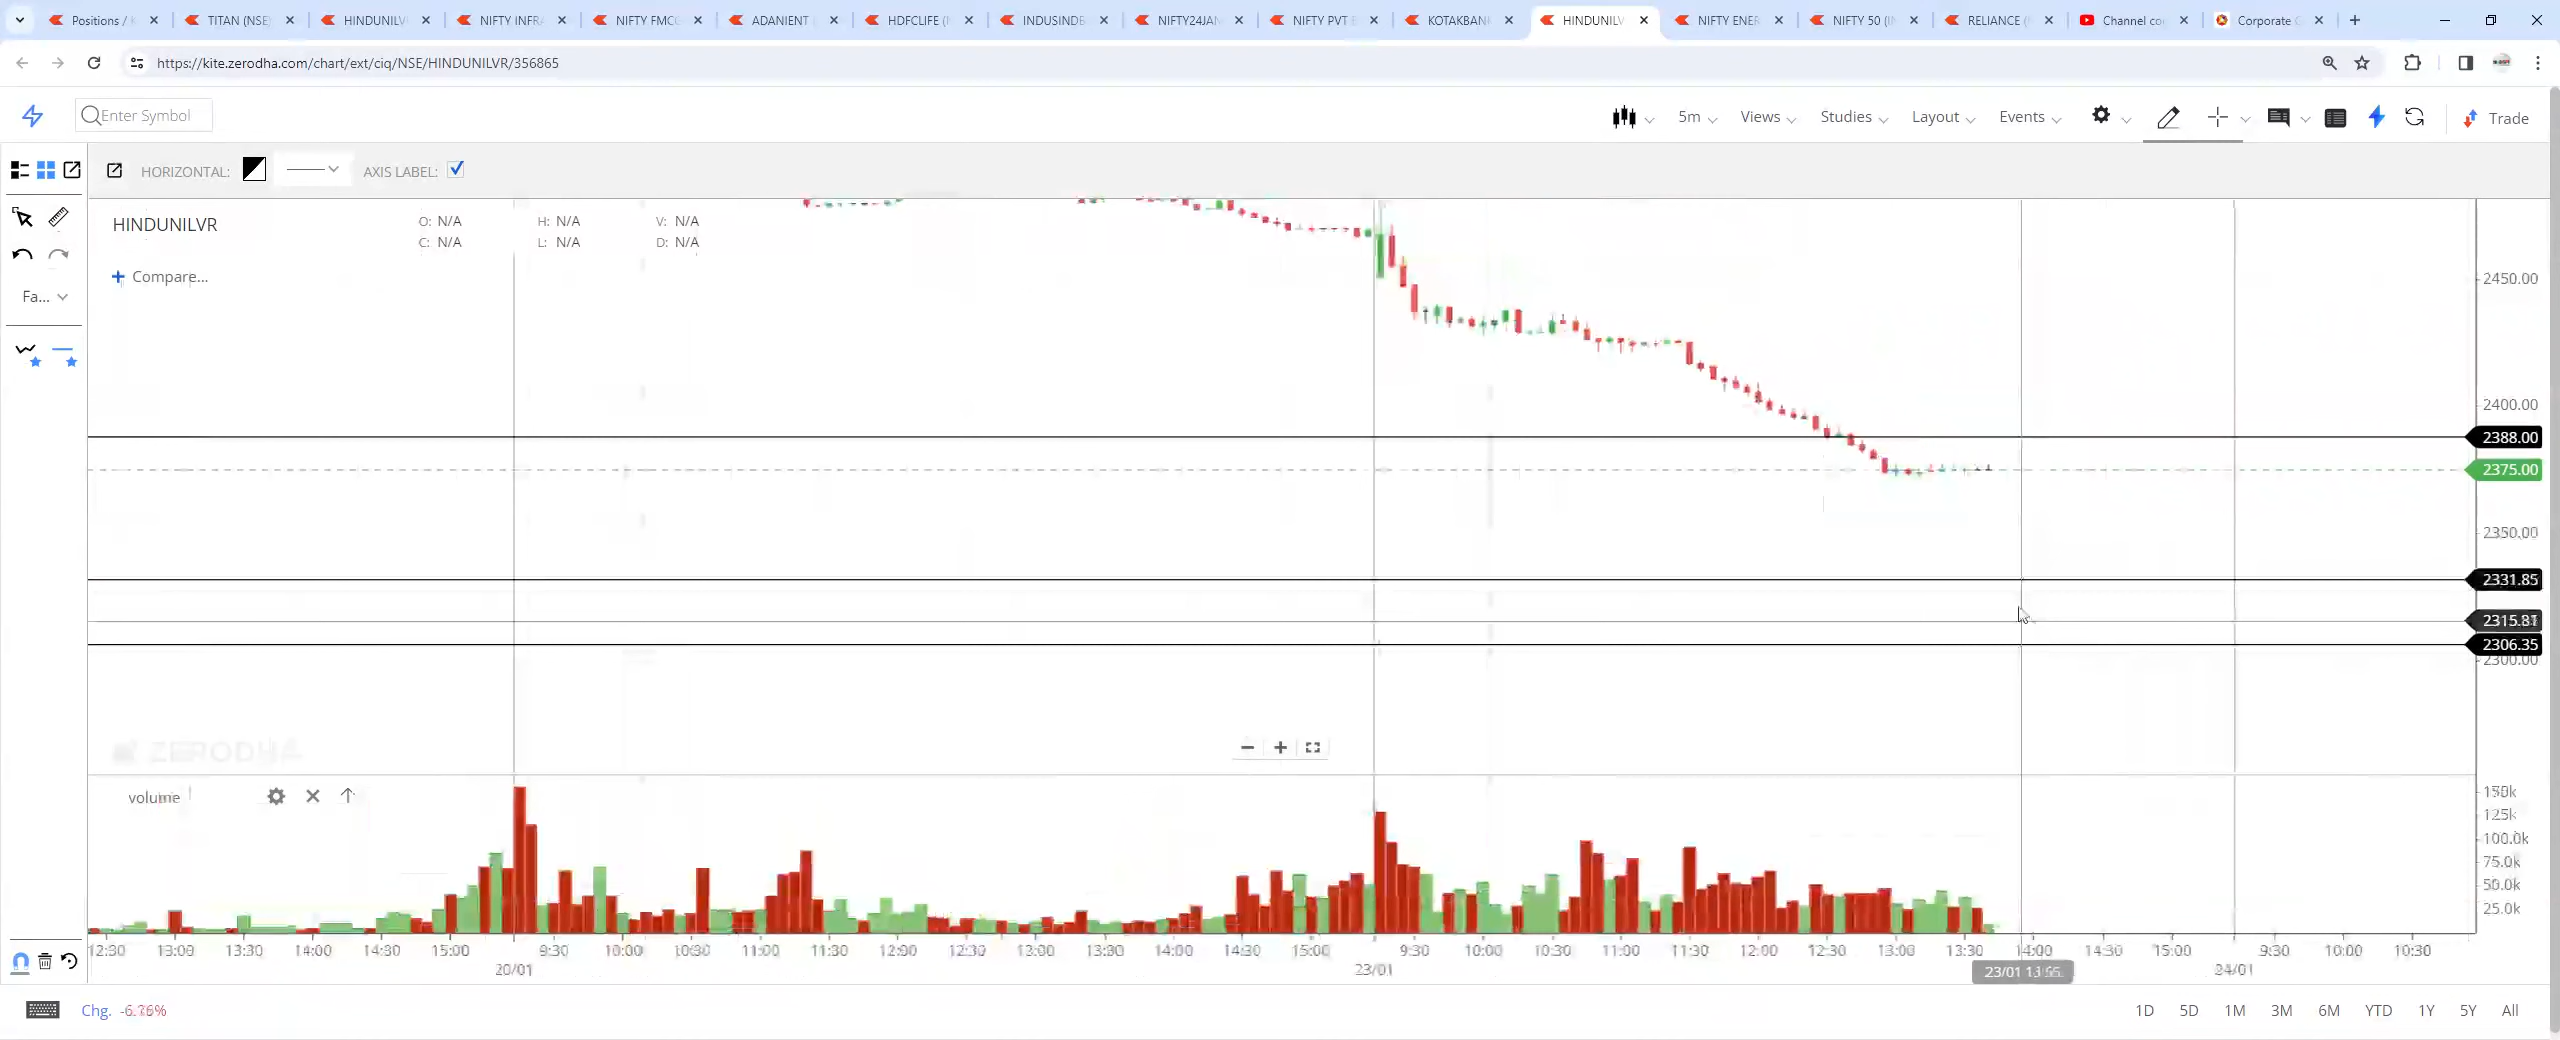 Positions /
TITAN (NSE)
HINDUNILV
NIFTY INFR
NIFTY FMCG
ADANIENT
HDFCLIFE (
INDUSINDB
NIFTY24JAN
NIFTY PVT
KOTAKBAN
HINDUNILV
NIFTY ENER
NIFTY 50 (IN
RELIANCE (
Channel co
Corporate
https://kite.zerodha.com/chart/ext/ciq/NSE/HINDUNILVR/356865
Enter Symbol
5m Views Studies Layout Events Trade
HORIZONTAL: AXIS LABEL:
HINDUNILVR
O: N/A H: N/A V: N/A
C: N/A L: N/A D: N/A
Compare...
Fa...
2450.00
2400.00
2388.00
2375.00
2350.00
2331.85
2306.35
2300.00
ZERODHA
volume
150k
125k
100.0k
75.0k
50.0k
25.0k
12:30 13:00 13:30 14:00 14:30 15:00 9:30 10:00 10:30 11:00 11:30 12:00 12:30 13:00 13:30 14:00 14:30 15:00 9:30 10:00 10:30 11:00 11:30 12:00 12:30 13:00 13:30 14:00 14:30 15:00 9:30 10:00 10:30
20/01 23/01 24/01
Chg.
1D 5D 1M 3M 6M YTD 1Y 5Y All